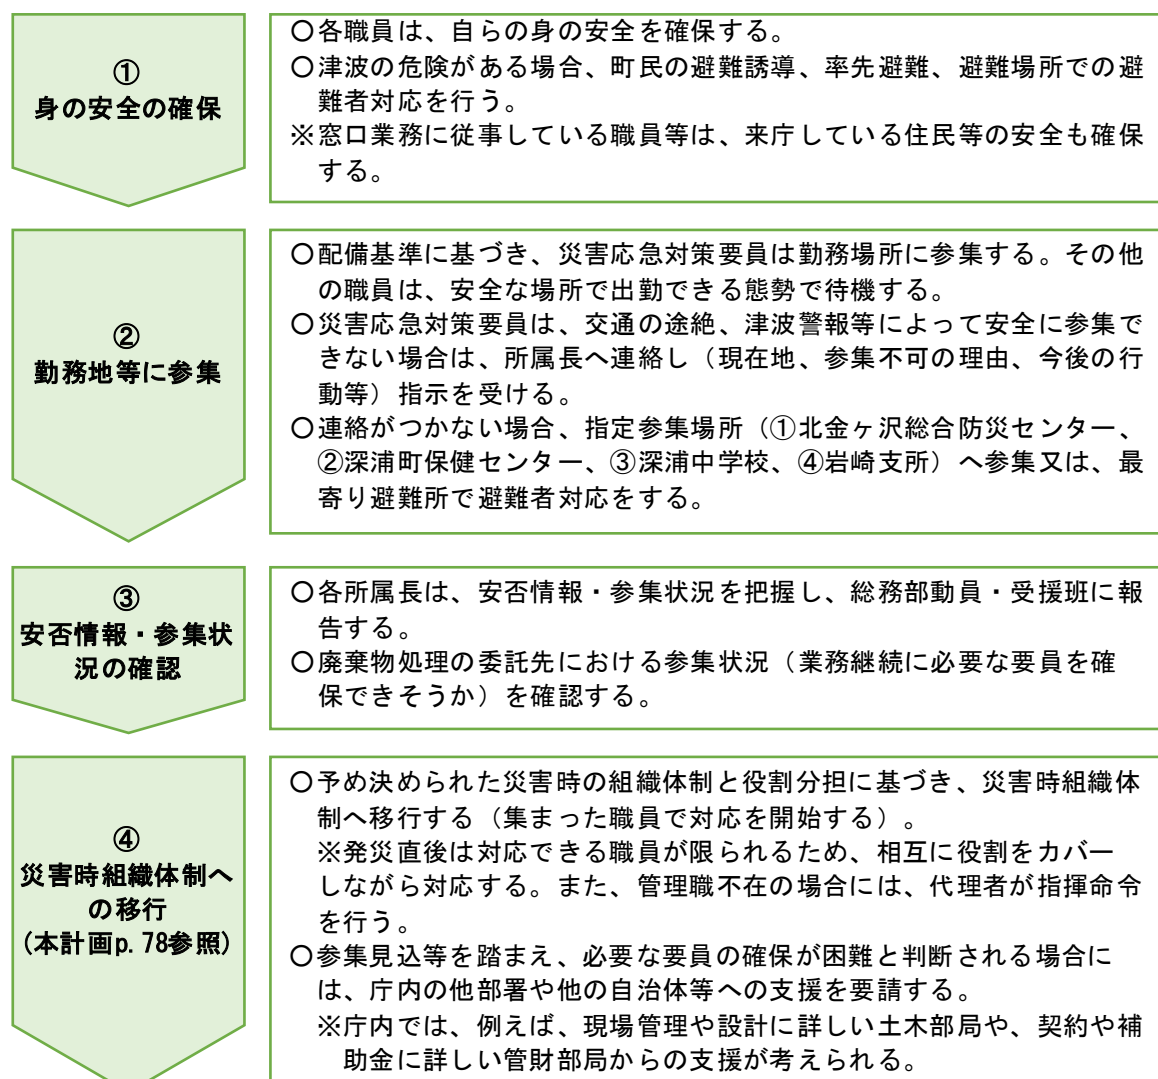 ①
身の安全の確保
〇各職員は、自らの身の安全を確保する。
〇津波の危険がある場合、町民の避難誘導、率先避難、避難場所での避
難者対応を行う。
※窓口業務に従事している職員等は、来庁している住民等の安全も確保
する。
②
勤務地等に参集
〇配備基準に基づき、災害応急対策要員は勤務場所に参集する。その他
の職員は、安全な場所で出勤できる態勢で待機する。
〇災害応急対策要員は、交通の途絶、津波警報等によって安全に参集で
きない場合は、所属長へ連絡し（現在地、参集不可の理由、今後の行
動等）指示を受ける。
〇連絡がつかない場合、指定参集場所（①北金ヶ沢総合防災センター、
②深浦町保健センター、③深浦中学校、④岩崎支所）へ参集又は、最
寄り避難所で避難者対応をする。
③
安否情報・参集状
況の確認
〇各所属長は、安否情報・参集状況を把握し、総務部動員・受援班に報
告する。
〇廃棄物処理の委託先における参集状況（業務継続に必要な要員を確
保できそうか）を確認する。
④
災害時組織体制へ
の移行
(本計画p.78参照)
〇予め決められた災害時の組織体制と役割分担に基づき、災害時組織体
制へ移行する（集まった職員で対応を開始する）。
※発災直後は対応できる職員が限られるため、相互に役割をカバー
しながら対応する。また、管理職不在の場合には、代理者が指揮命令
を行う。
〇参集見込等を踏まえ、必要な要員の確保が困難と判断される場合に
は、庁内の他部署や他の自治体等への支援を要請する。
※庁内では、例えば、現場管理や設計に詳しい土木部局や、契約や補
助金に詳しい管財部局からの支援が考えられる。